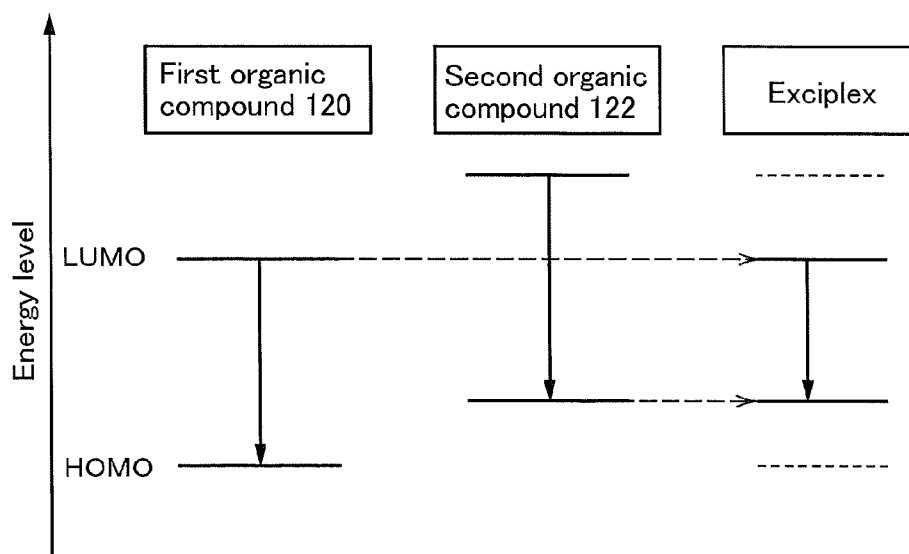 First organic
compound 120
Second organic
compound 122
Exciplex
Energy level
LUMO
HOMO